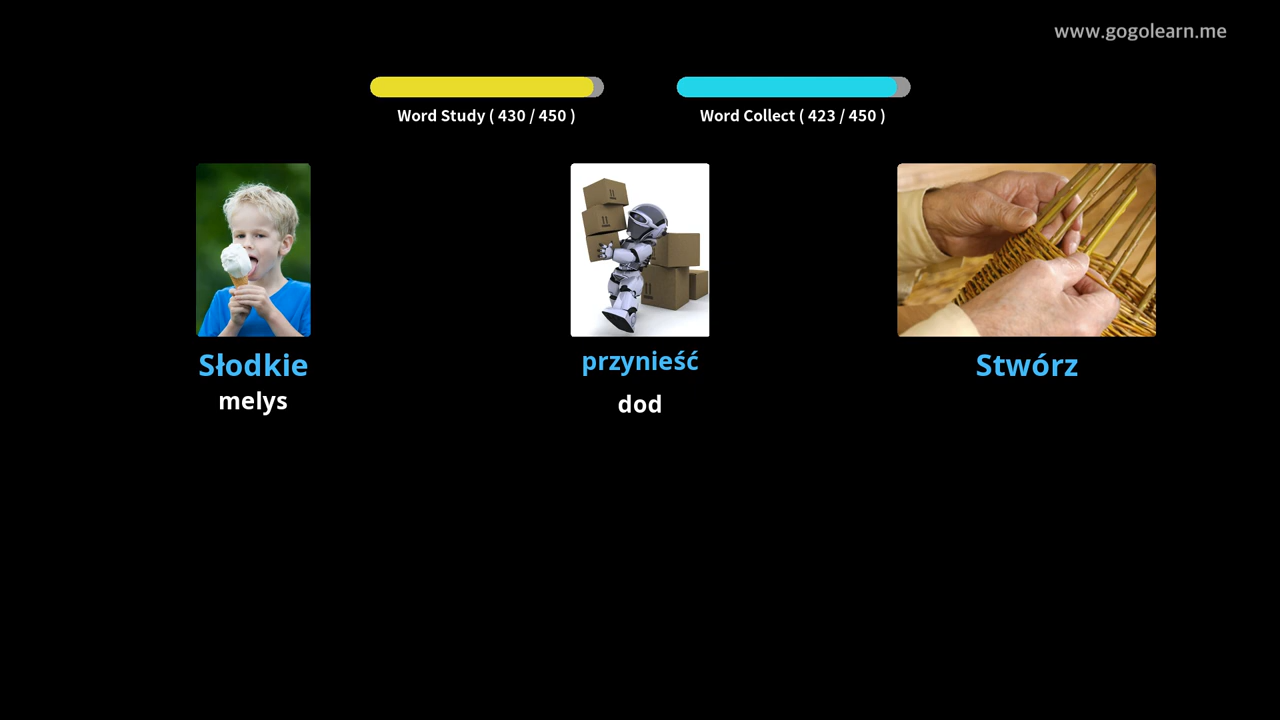 www.gogolearn.me
Word Study ( 430 / 450 )
Word Collect ( 423 / 450 )
Słodkie
przynieść
Stwórz
melys
dod